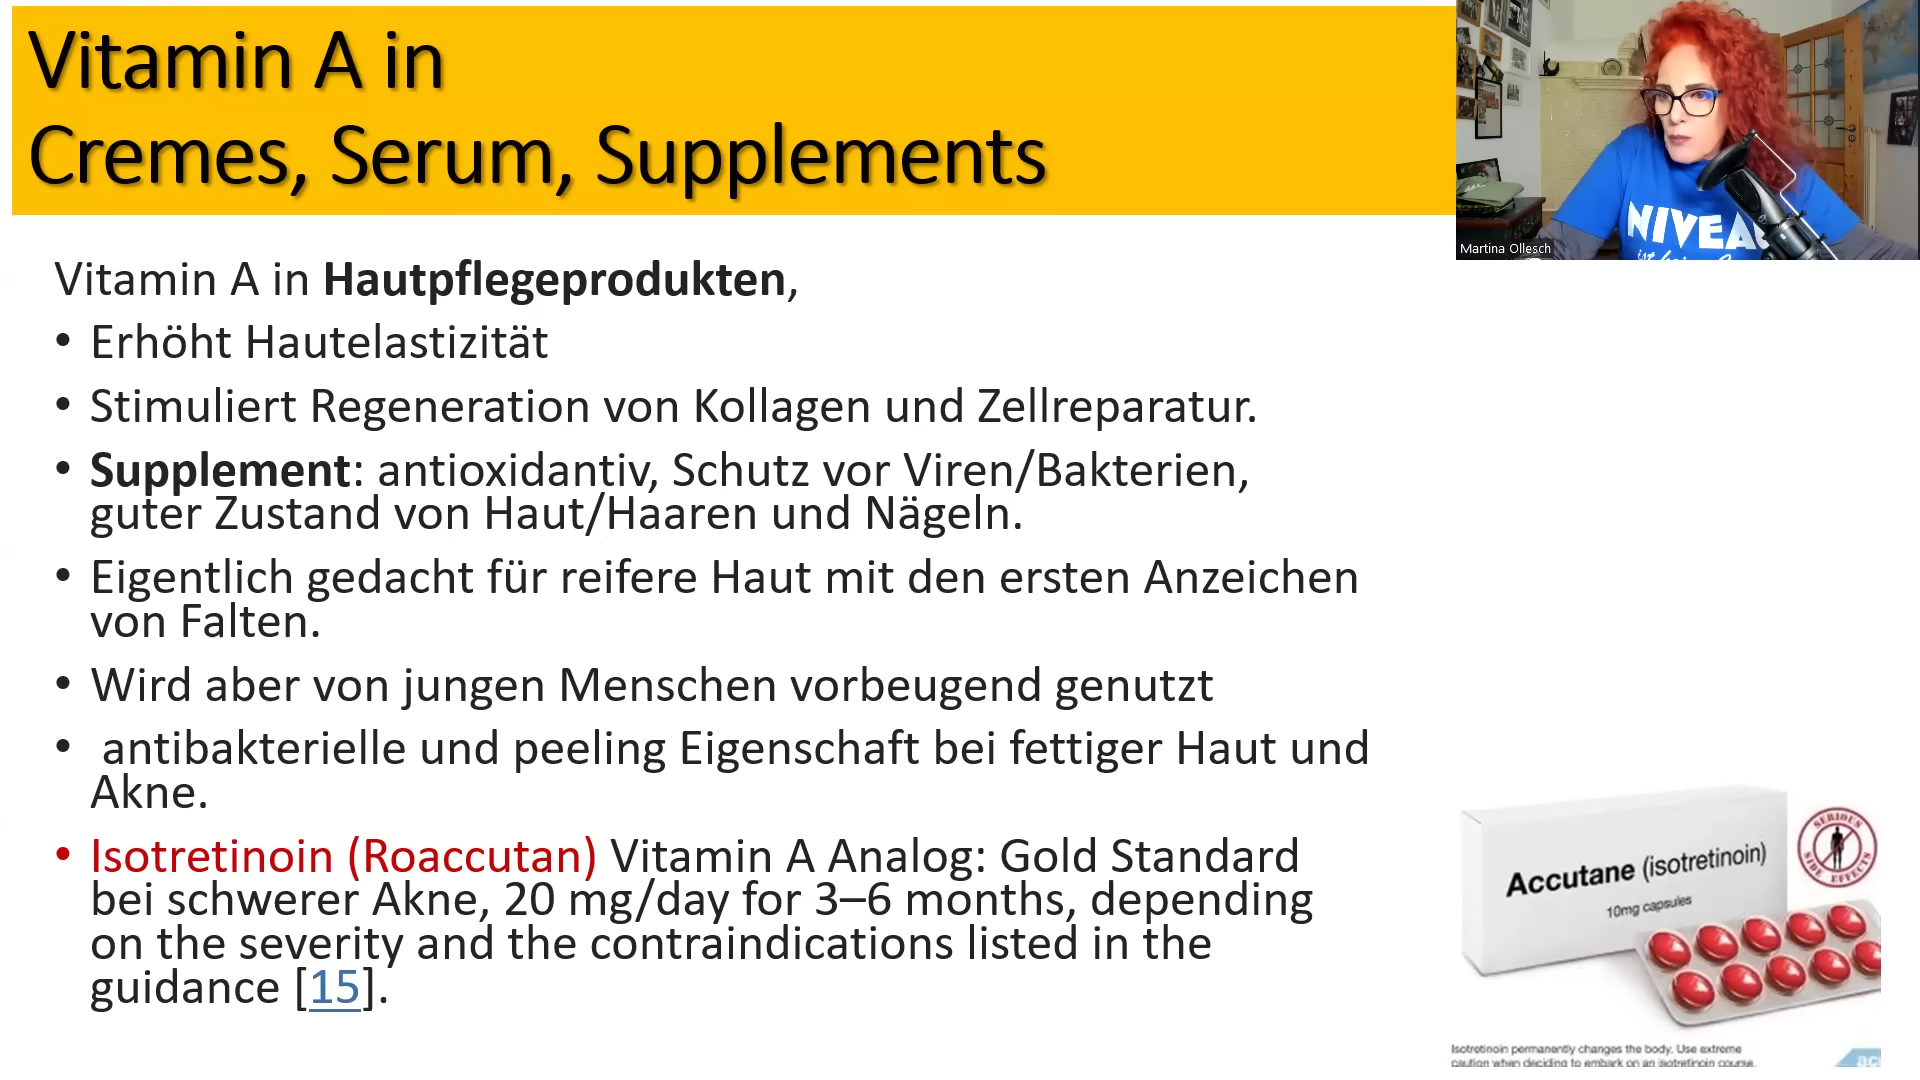 Vitamin A in
Cremes, Serum, Supplements
Martina Ollesch
NIVEA
ist
Vitamin A in Hautpflegeprodukten,
• Erhöht Hautelastizität
• Stimuliert Regeneration von Kollagen und Zellreparatur.
• Supplement: antioxidantiv, Schutz vor Viren/Bakterien,
guter Zustand von Haut/Haaren und Nägeln.
• Eigentlich gedacht für reifere Haut mit den ersten Anzeichen
von Falten.
• Wird aber von jungen Menschen vorbeugend genutzt
• antibakterielle und peeling Eigenschaft bei fettiger Haut und
Akne.
• Isotretinoin (Roaccutan) Vitamin A Analog: Gold Standard
bei schwerer Akne, 20 mg/day for 3–6 months, depending
on the severity and the contraindications listed in the
guidance [15].
Accutane (isotretinoin)
10mg capsules
SERIOUS
SIDE EFFECTS
Isotretinoin permanently changes the body. Use extreme
caution when deciding to embark on an isotretinoin course.